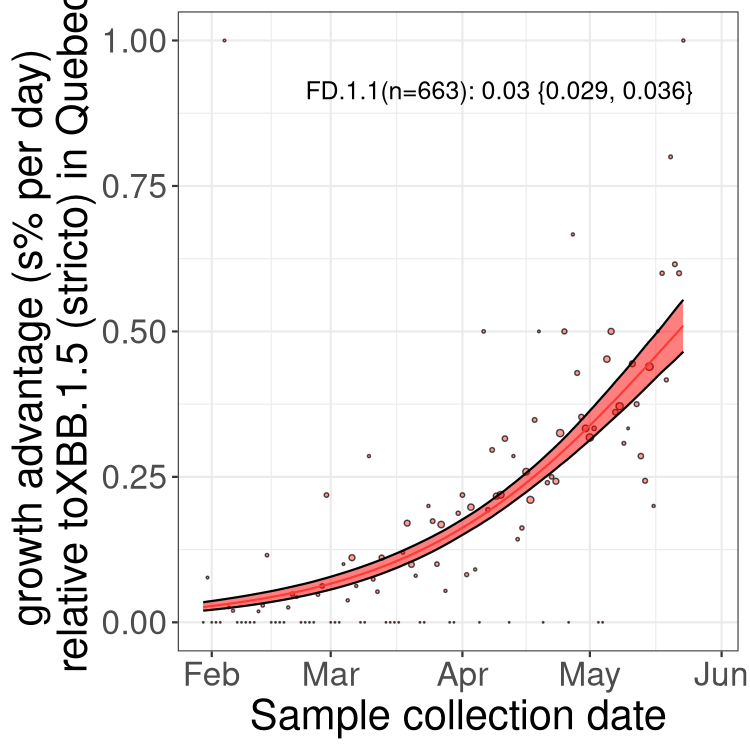 growth advantage (s% per day)
relative toXBB.1.5 (stricto) in Quebec
1.00
0.75
0.50
0.25
0.00
FD.1.1(n=663): 0.03 {0.029, 0.036}
Feb Mar Apr May Jun
Sample collection date